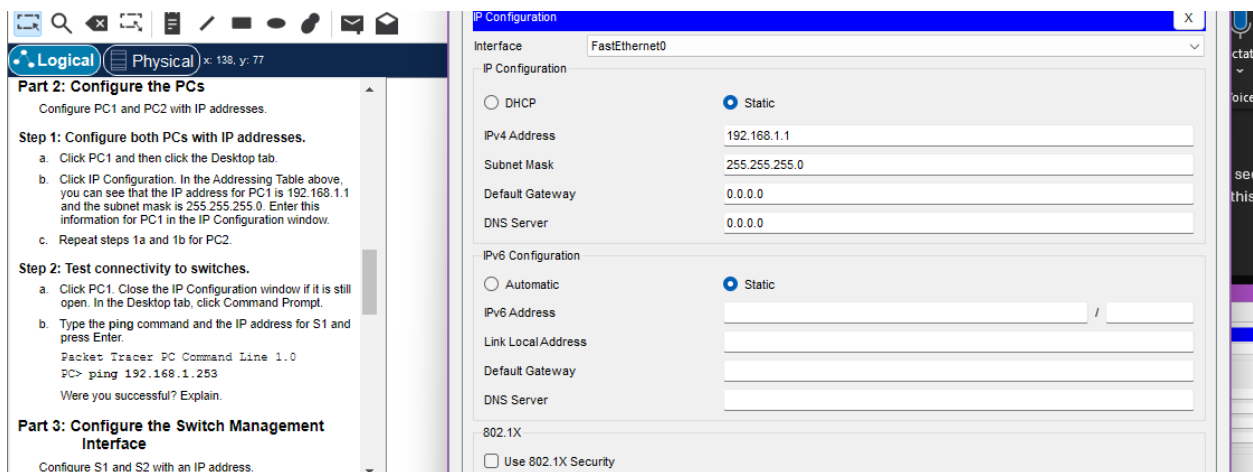 Logical
Physical
x: 138, y: 77
Part 2: Configure the PCs
Configure PC1 and PC2 with IP addresses.
Step 1: Configure both PCs with IP addresses.
a. Click PC1 and then click the Desktop tab.
b. Click IP Configuration. In the Addressing Table above,
you can see that the IP address for PC1 is 192.168.1.1
and the subnet mask is 255.255.255.0. Enter this
information for PC1 in the IP Configuration window.
c. Repeat steps 1a and 1b for PC2.
Step 2: Test connectivity to switches.
a. Click PC1. Close the IP Configuration window if it is still
open. In the Desktop tab, click Command Prompt.
b. Type the ping command and the IP address for S1 and
press Enter.
Packet Tracer PC Command Line 1.0
PC> ping 192.168.1.253
Were you successful? Explain.
Part 3: Configure the Switch Management
Interface
Configure S1 and S2 with an IP address.
IP Configuration
X
Interface FastEthernet0
IP Configuration
DHCP Static
IPv4 Address 192.168.1.1
Subnet Mask 255.255.255.0
Default Gateway 0.0.0.0
DNS Server 0.0.0.0
IPv6 Configuration
Automatic Static
IPv6 Address /
Link Local Address
Default Gateway
DNS Server
802.1X
Use 802.1X Security
this